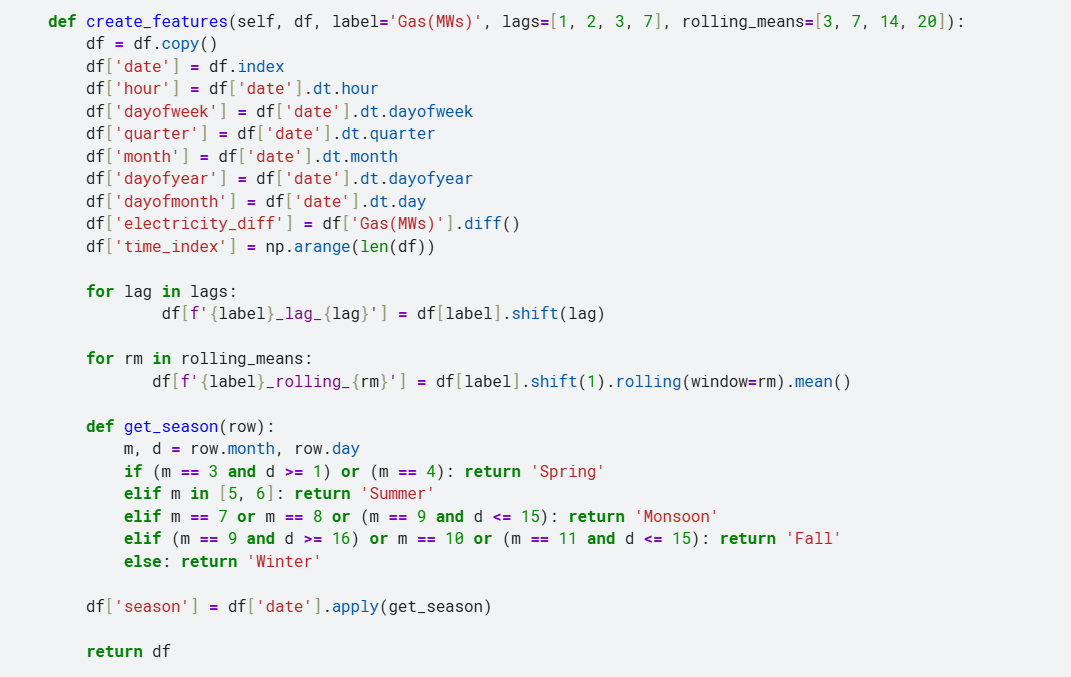 def create_features(self, df, label='Gas(MWs)', lags=[1, 2, 3, 7], rolling_means=[3, 7, 14, 20]):
    df = df.copy()
    df['date'] = df.index
    df['hour'] = df['date'].dt.hour
    df['dayofweek'] = df['date'].dt.dayofweek
    df['quarter'] = df['date'].dt.quarter
    df['month'] = df['date'].dt.month
    df['dayofyear'] = df['date'].dt.dayofyear
    df['dayofmonth'] = df['date'].dt.day
    df['electricity_diff'] = df['Gas(MWs)'].diff()
    df['time_index'] = np.arange(len(df))

    for lag in lags:
            df[f'{label}_lag_{lag}'] = df[label].shift(lag)

    for rm in rolling_means:
           df[f'{label}_rolling_{rm}'] = df[label].shift(1).rolling(window=rm).mean()

    def get_season(row):
        m, d = row.month, row.day
        if (m == 3 and d >= 1) or (m == 4): return 'Spring'
        elif m in [5, 6]: return 'Summer'
        elif m == 7 or m == 8 or (m == 9 and d <= 15): return 'Monsoon'
        elif (m == 9 and d >= 16) or m == 10 or (m == 11 and d <= 15): return 'Fall'
        else: return 'Winter'

    df['season'] = df['date'].apply(get_season)

    return df